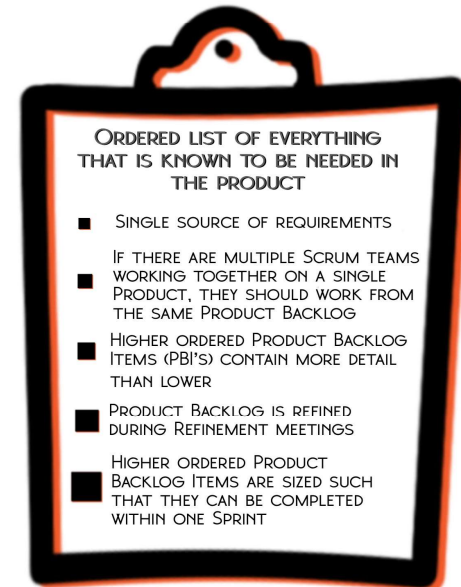 Ordered list of everything
that is known to be needed in
the product
Single source of requirements
If there are multiple Scrum teams
working together on a single
Product, they should work from
the same Product Backlog
Higher ordered Product Backlog
Items (PBI's) contain more detail
than lower
Product Backlog is refined
during Refinement meetings
Higher ordered Product
Backlog Items are sized such
that they can be completed
within one Sprint